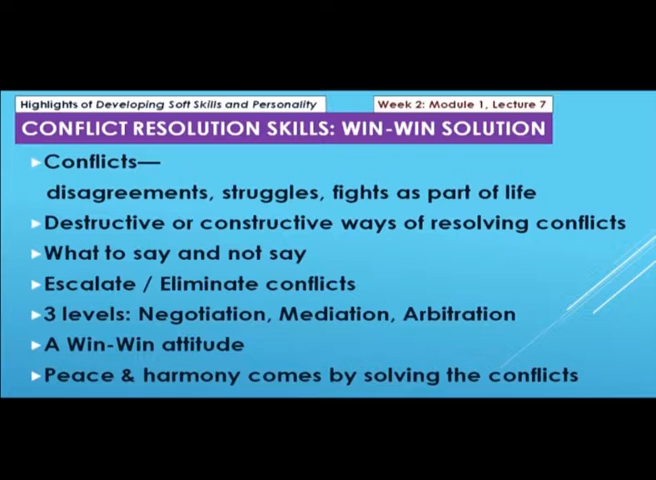 Highlights of Developing Soft Skills and Personality
Week 2: Module 1, Lecture 7
CONFLICT RESOLUTION SKILLS: WIN-WIN SOLUTION
Conflicts—
disagreements, struggles, fights as part of life
Destructive or constructive ways of resolving conflicts
What to say and not say
Escalate / Eliminate conflicts
3 levels: Negotiation, Mediation, Arbitration
A Win-Win attitude
Peace & harmony comes by solving the conflicts